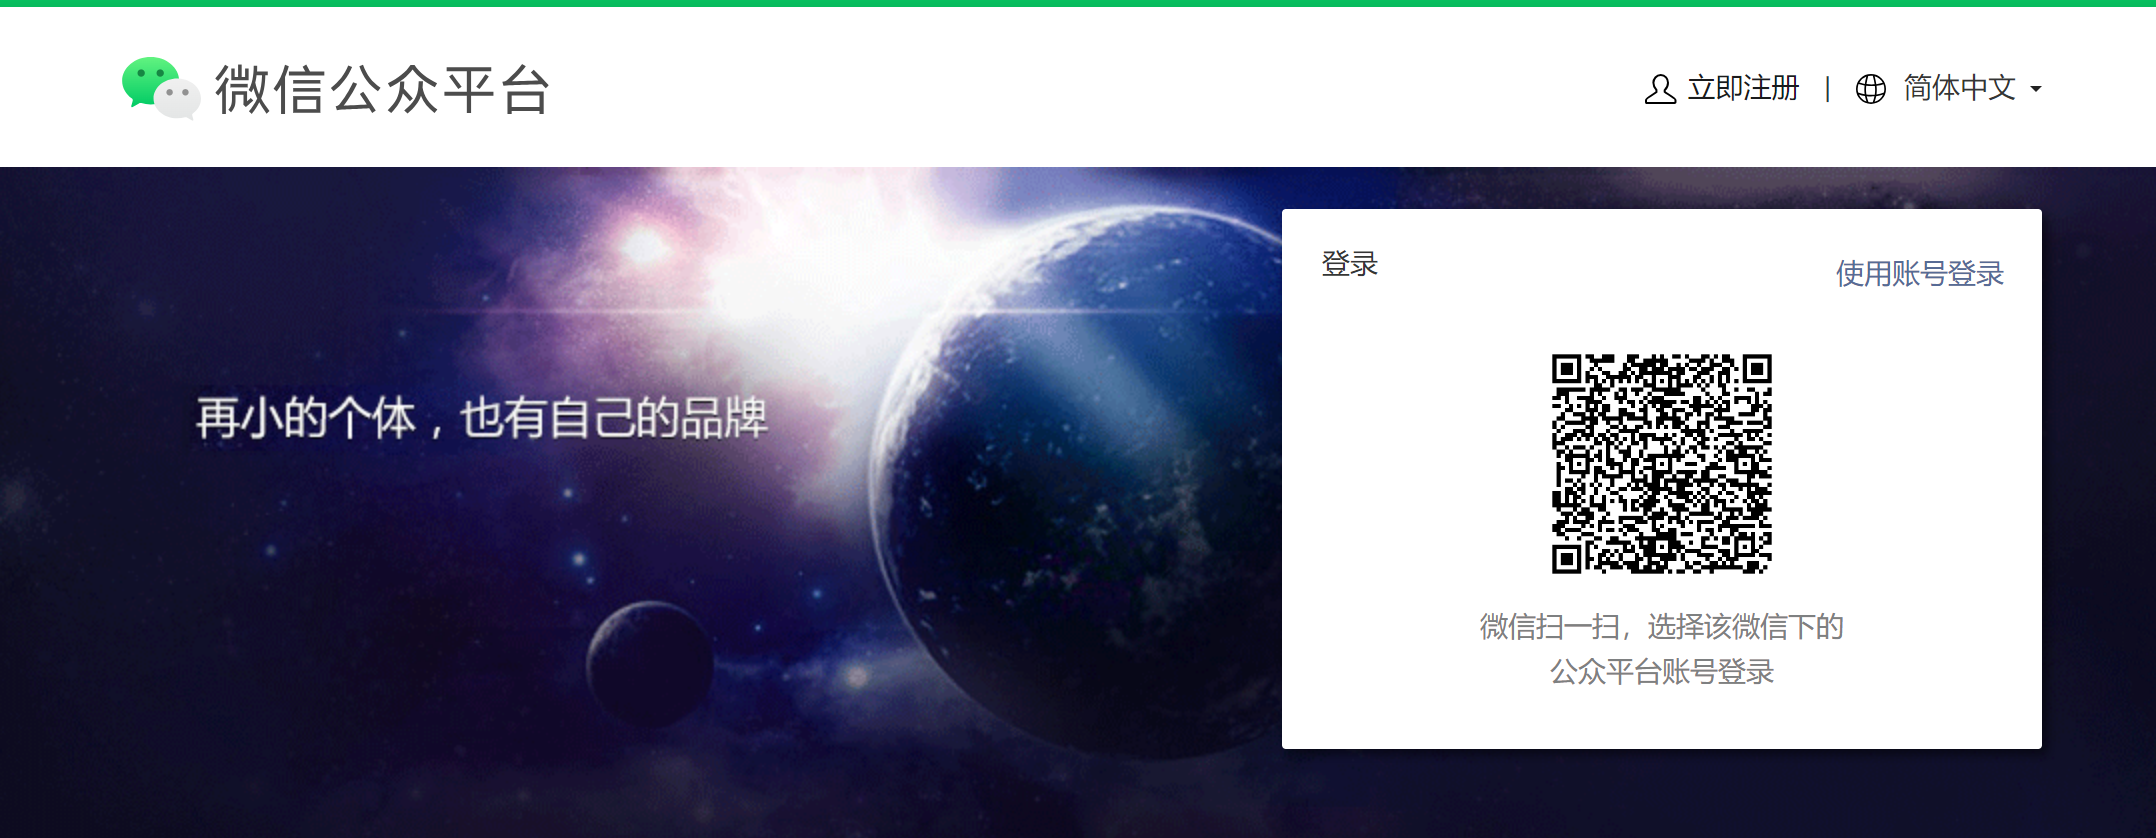 微信公众平台
立即注册 | 简体中文
再小的个体，也有自己的品牌
登录
使用账号登录
微信扫一扫，选择该微信下的
公众平台账号登录